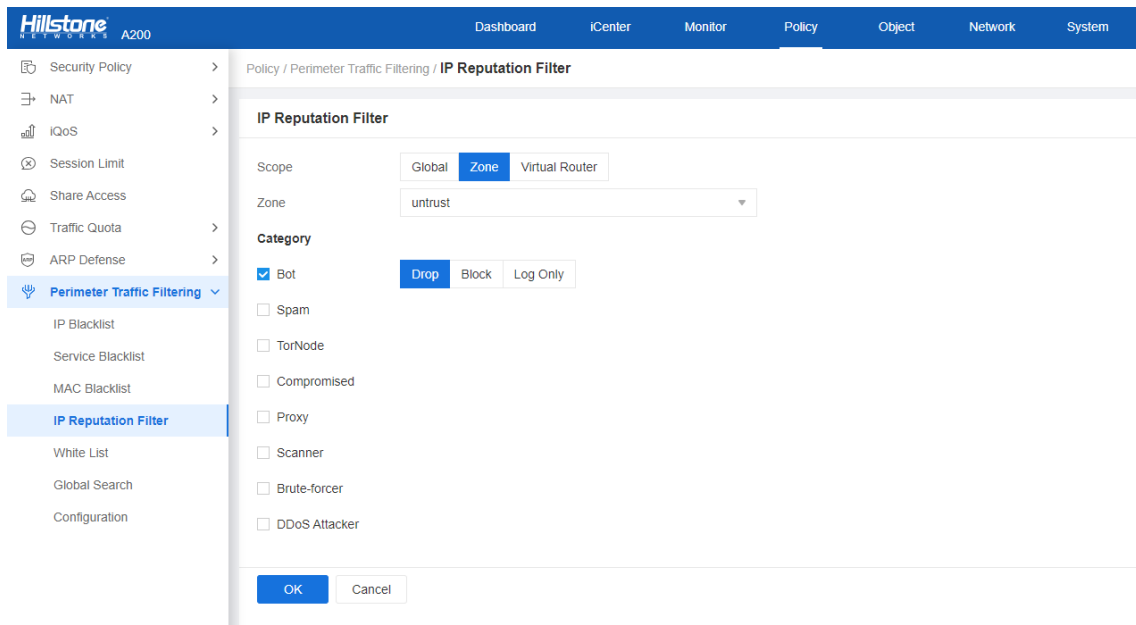 Hillstone
NETWORKS
A200
Dashboard
iCenter
Monitor
Policy
Object
Network
System
Security Policy
NAT
iQoS
Session Limit
Share Access
Traffic Quota
ARP Defense
Perimeter Traffic Filtering
IP Blacklist
Service Blacklist
MAC Blacklist
IP Reputation Filter
White List
Global Search
Configuration
Policy / Perimeter Traffic Filtering / IP Reputation Filter
IP Reputation Filter
Scope Global Zone Virtual Router
Zone untrust
Category
Bot Drop Block Log Only
Spam
TorNode
Compromised
Proxy
Scanner
Brute-forcer
DDoS Attacker
OK Cancel